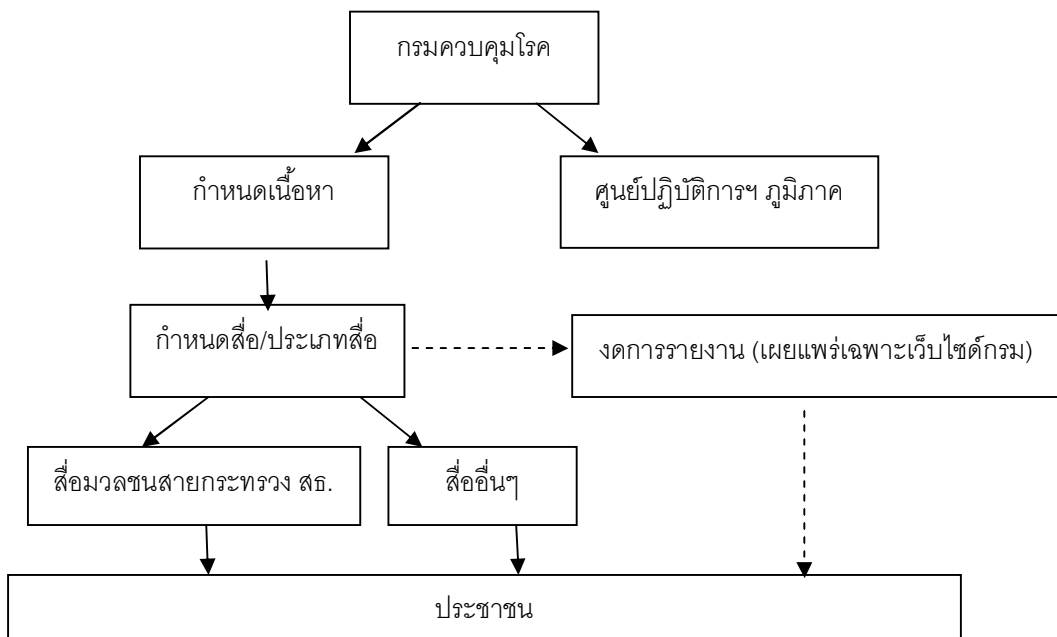 กรมควบคุมโรค
กำหนดเนื้อหา
ศูนย์ปฏิบัติการฯ ภูมิภาค
กำหนดสื่อ/ประเภทสื่อ
งดการรายงาน (เผยแพร่เฉพาะเว็บไซด์กรม)
สื่อมวลชนสายกระทรวง สธ.
สื่ออื่นๆ
ประชาชน